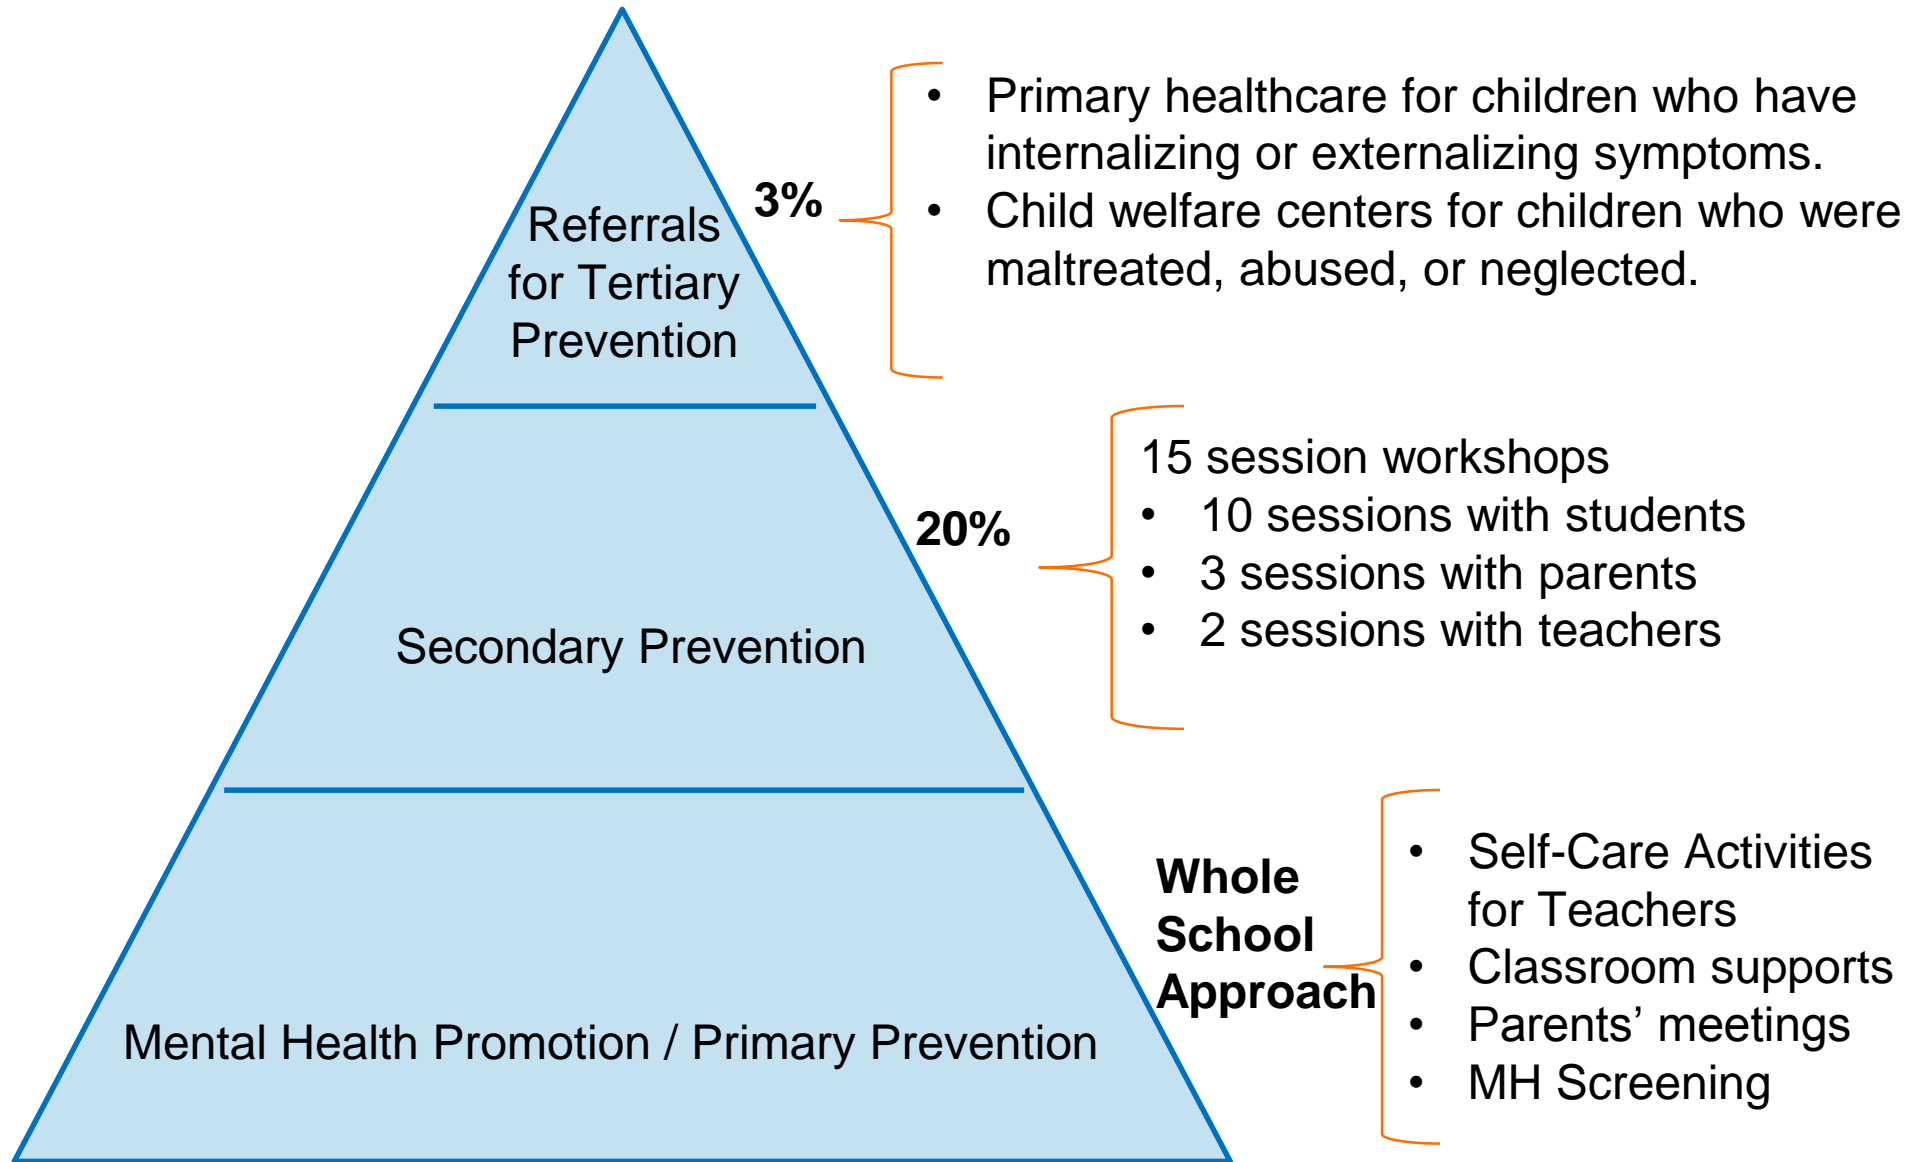 Referrals
for Tertiary
Prevention
3%
• Primary healthcare for children who have
internalizing or externalizing symptoms.
• Child welfare centers for children who were
maltreated, abused, or neglected.
Secondary Prevention
20%
15 session workshops
• 10 sessions with students
• 3 sessions with parents
• 2 sessions with teachers
Mental Health Promotion / Primary Prevention
Whole
School
Approach
• Self-Care Activities
for Teachers
• Classroom supports
• Parents’ meetings
• MH Screening